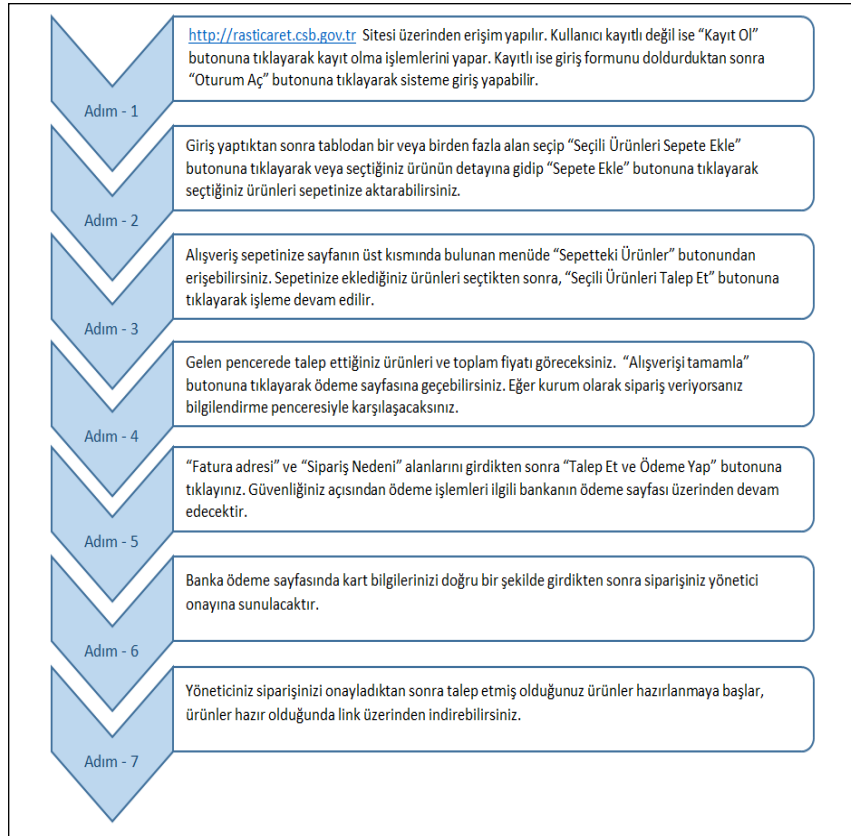 http://rasticaret.csb.gov.tr Sitesi üzerinden erişim yapılır. Kullanıcı kayıtlı değil ise “Kayıt Ol”
butonuna tıklayarak kayıt olma işlemlerini yapar. Kayıtlı ise giriş formunu doldurduktan sonra
“Oturum Aç” butonuna tıklayarak sisteme giriş yapabilir.
Adım - 1
Giriş yaptıktan sonra tablodan bir veya birden fazla alan seçip “Seçili Ürünleri Sepete Ekle”
butonuna tıklayarak veya seçtiğiniz ürünün detayına gidip “Sepete Ekle” butonuna tıklayarak
seçtiğiniz ürünleri sepetinize aktarabilirsiniz.
Adım - 2
Alışveriş sepetinize sayfanın üst kısmında bulunan menüde “Sepetteki Ürünler” butonundan
erişebilirsiniz. Sepetinize eklediğiniz ürünleri seçtikten sonra, “Seçili Ürünleri Talep Et” butonuna
tıklayarak işleme devam edilir.
Adım - 3
Gelen pencerede talep ettiğiniz ürünleri ve toplam fiyatı göreceksiniz. “Alışverişi tamamla”
butonuna tıklayarak ödeme sayfasına geçebilirsiniz. Eğer kurum olarak sipariş veriyorsanız
bilgilendirme penceresiyle karşılaşacaksınız.
Adım - 4
“Fatura adresi” ve “Sipariş Nedeni” alanlarını girdikten sonra “Talep Et ve Ödeme Yap” butonuna
tıklayınız. Güvenliğiniz açısından ödeme işlemleri ilgili bankanın ödeme sayfası üzerinden devam
edecektir.
Adım - 5
Banka ödeme sayfasında kart bilgilerinizi doğru bir şekilde girdikten sonra siparişiniz yönetici
onayına sunulacaktır.
Adım - 6
Yöneticiniz siparişinizi onayladıktan sonra talep etmiş olduğunuz ürünler hazırlanmaya başlar,
ürünler hazır olduğunda link üzerinden indirebilirsiniz.
Adım - 7